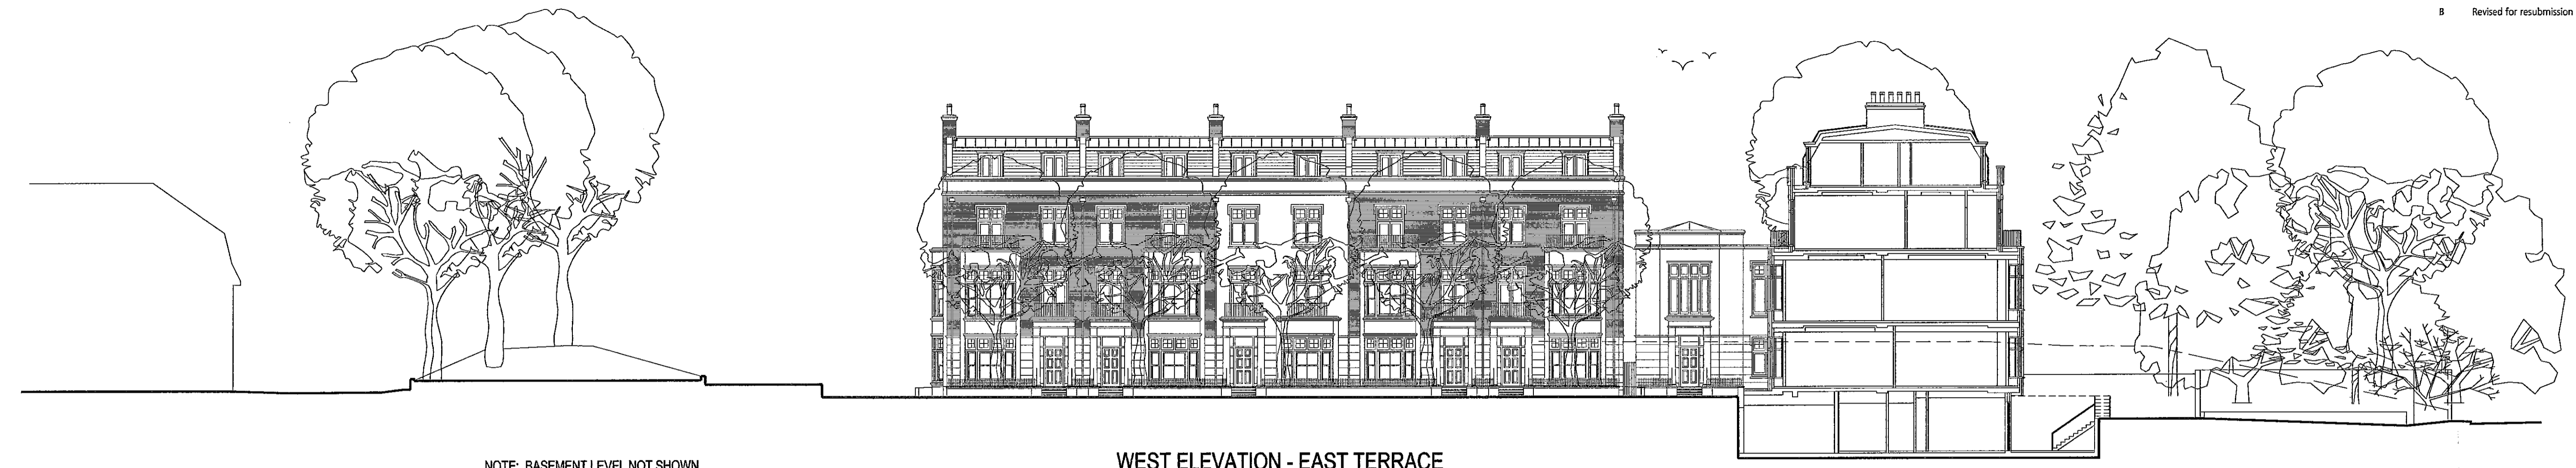 B Revised for resubmission
NOTE: BASEMENT LEVEL NOT SHOWN
WEST ELEVATION - EAST TERRACE